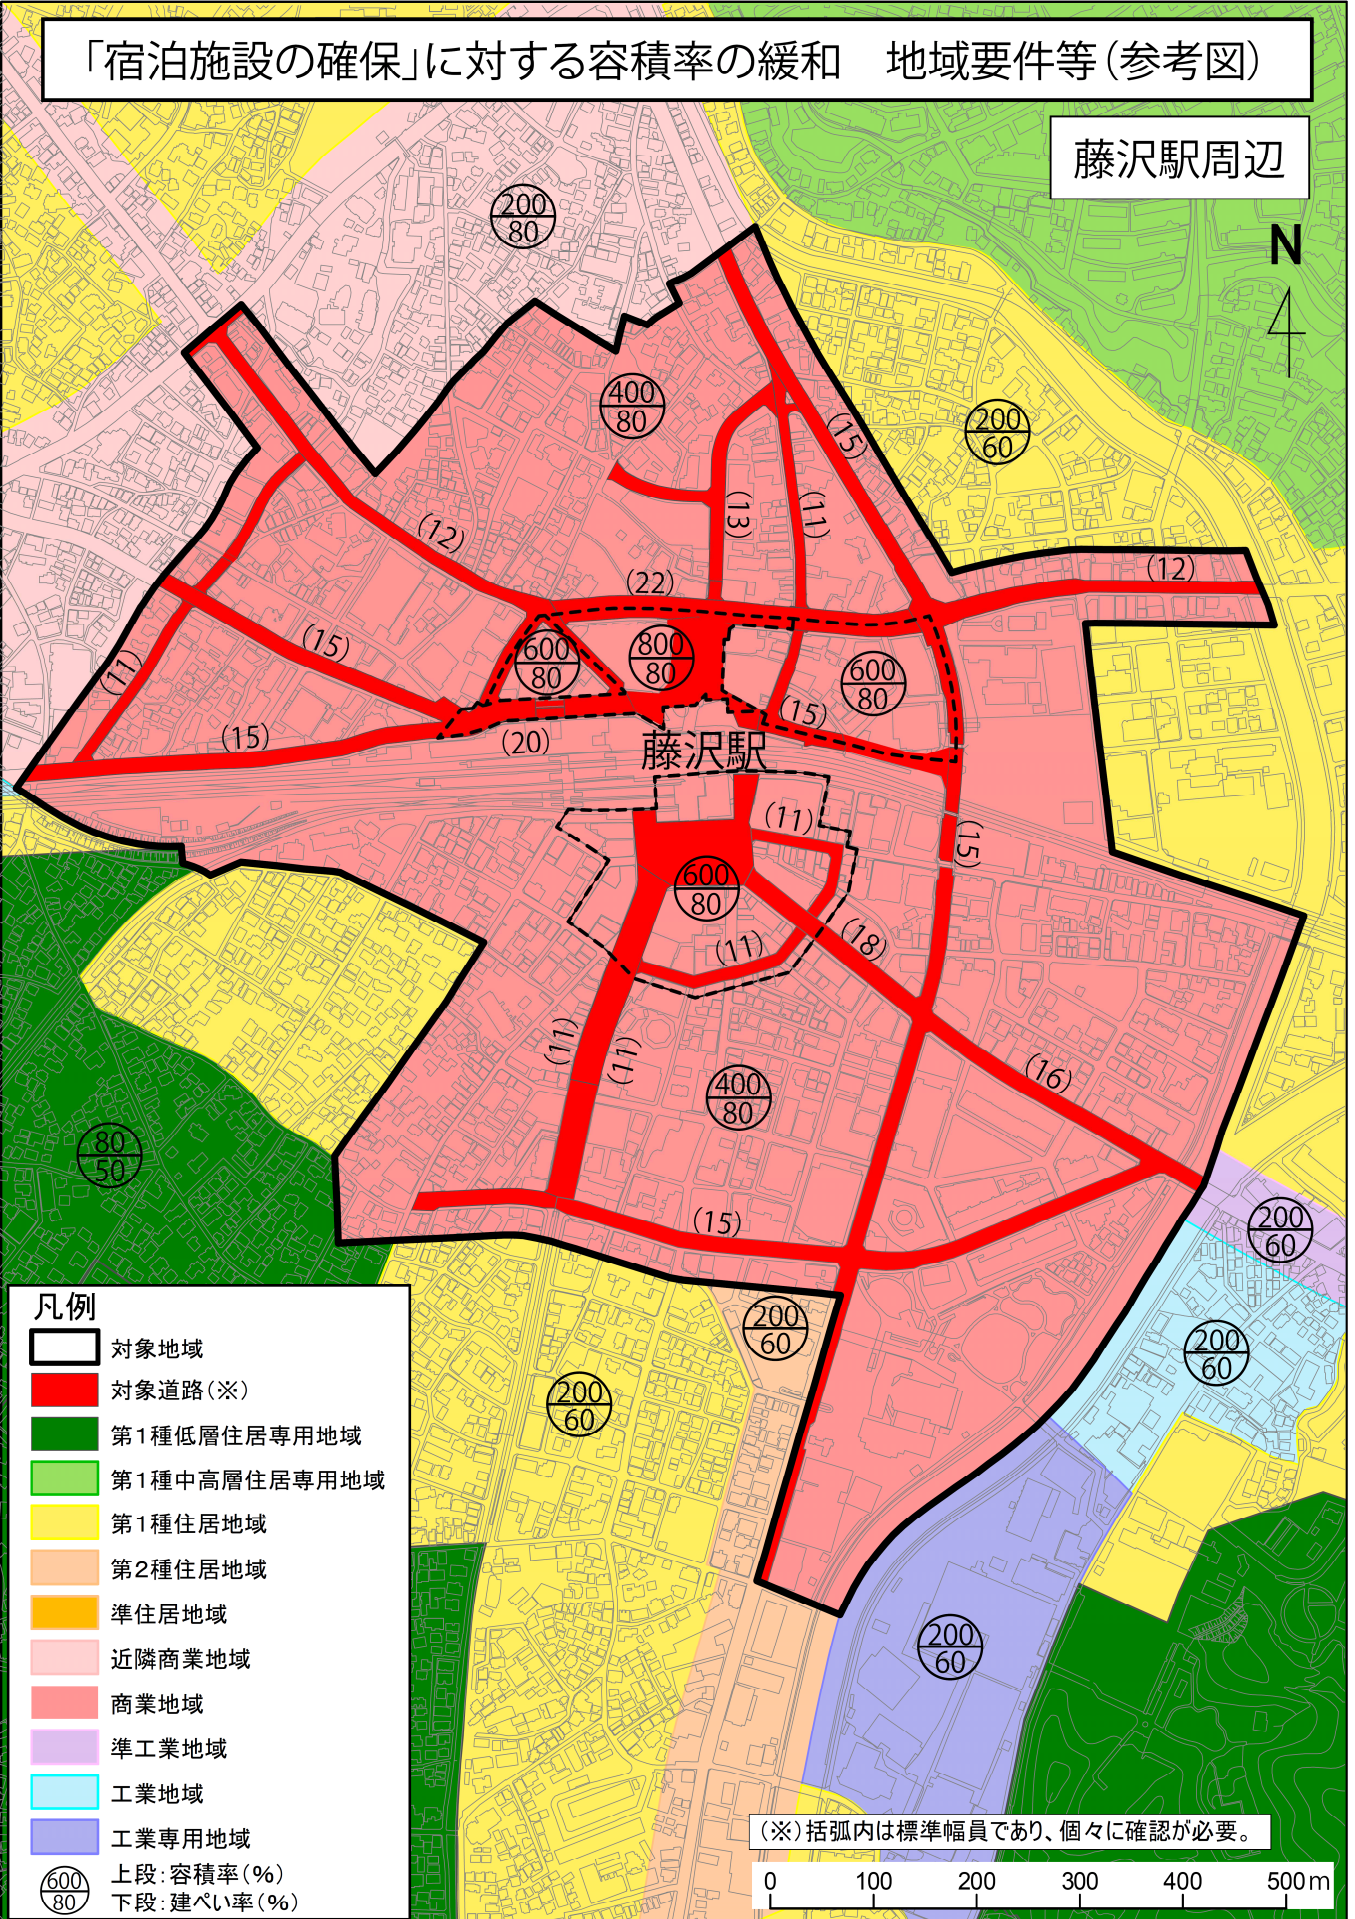 「宿泊施設の確保」に対する容積率の緩和　地域要件等（参考図）
藤沢駅周辺
N
200
80
400
80
200
60
(15)
(13)
(11)
(12)
(22)
(12)
(15)
(11)
600
80
800
80
600
80
(15)
(15)
(20)
藤沢駅
(11)
(15)
600
80
(11)
(18)
(11)
(11)
(16)
400
80
80
50
(15)
200
60
200
60
200
60
200
60
200
60
凡例
対象地域
対象道路（※）
第１種低層住居専用地域
第１種中高層住居専用地域
第１種住居地域
第２種住居地域
準住居地域
近隣商業地域
商業地域
準工業地域
工業地域
工業専用地域
600
80
上段：容積率（％）
下段：建ぺい率（％）
（※）括弧内は標準幅員であり、個々に確認が必要。
0 100 200 300 400 500m